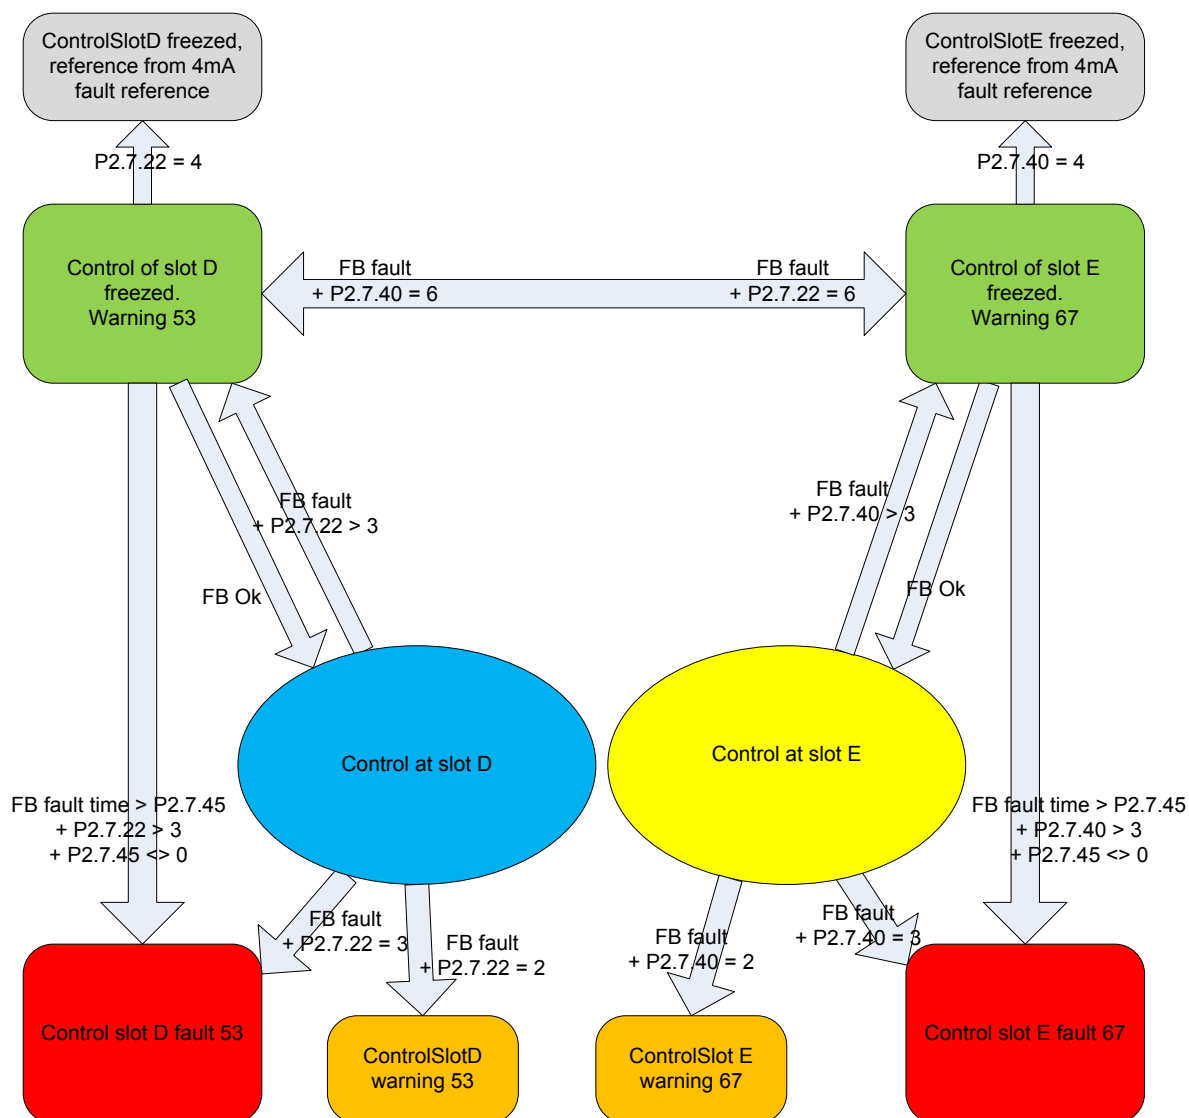 ControlSlotD freezed,
reference from 4mA
fault reference
ControlSlotE freezed,
reference from 4mA
fault reference
P2.7.22 = 4
P2.7.40 = 4
Control of slot D
freezed.
Warning 53
FB fault
+ P2.7.40 = 6
FB fault
+ P2.7.22 = 6
Control of slot E
freezed.
Warning 67
FB fault
+ P2.7.22 > 3
FB fault
+ P2.7.40 > 3
FB Ok
FB Ok
Control at slot D
Control at slot E
FB fault time > P2.7.45
+ P2.7.22 > 3
+ P2.7.45 <> 0
FB fault time > P2.7.45
+ P2.7.40 > 3
+ P2.7.45 <> 0
FB fault
+ P2.7.22 = 3
FB fault
+ P2.7.22 = 2
FB fault
+ P2.7.40 = 2
FB fault
+ P2.7.40 = 3
Control slot D fault 53
ControlSlotD
warning 53
ControlSlot E
warning 67
Control slot E fault 67